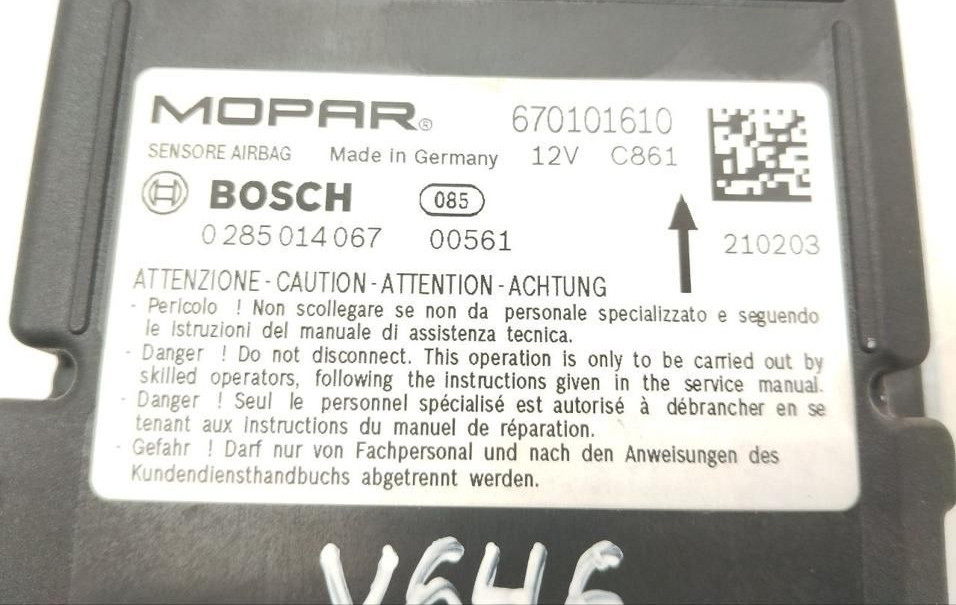 MOPAR® 670101610
SENSORE AIRBAG Made in Germany 12V C861
BOSCH 085
0 285 014 067 00561 210203
ATTENZIONE - CAUTION - ATTENTION - ACHTUNG
- Pericolo ! Non scollegare se non da personale specializzato e seguendo
le istruzioni del manuale di assistenza tecnica.
- Danger ! Do not disconnect. This operation is only to be carried out by
skilled operators, following the instructions given in the service manual.
- Danger ! Seul le personnel spécialisé est autorisé à débrancher en se
tenant aux instructions du manuel de réparation.
- Gefahr ! Darf nur von Fachpersonal und nach den Anweisungen des
Kundendiensthandbuchs abgetrennt werden.
V646